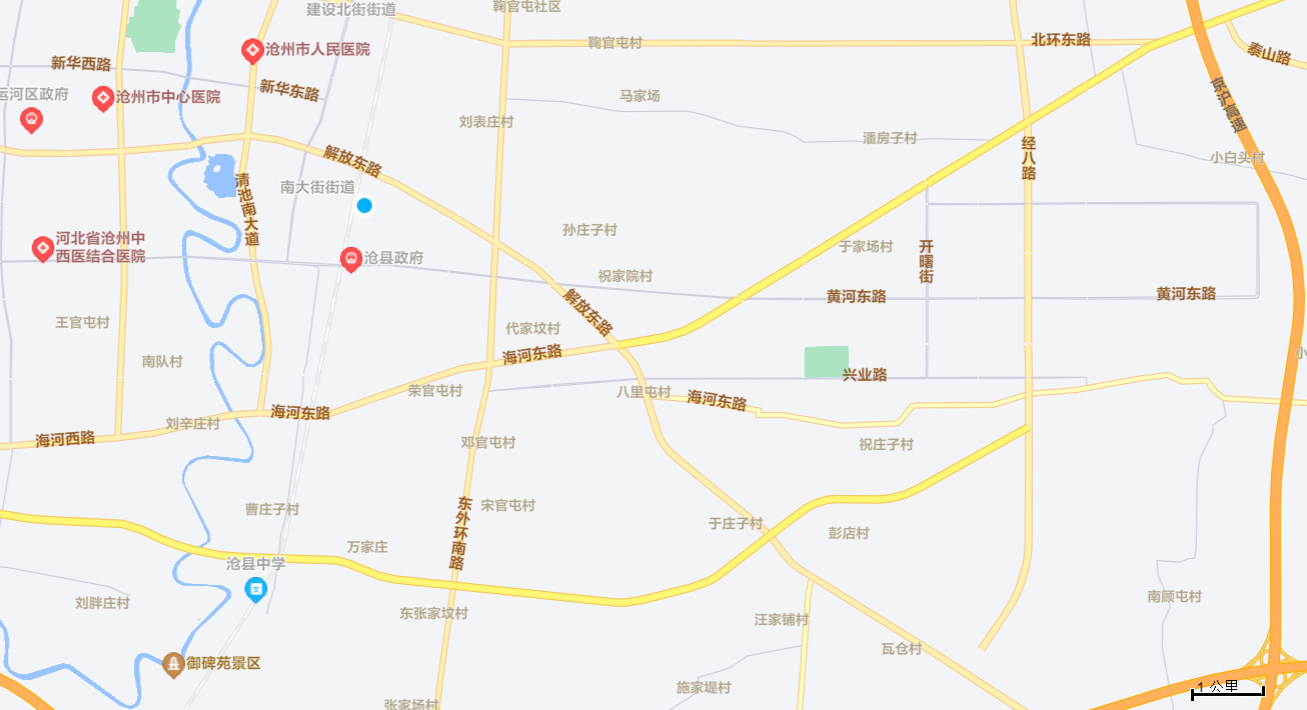 建设北街街道
鞠官屯社区
沧州市人民医院
鞠官屯村
北环东路
泰山路
新华西路
新华东路
运河区政府
沧州市中心医院
马家场
京沪高速
刘表庄村
潘房子村
经八路
小白头村
解放东路
清池南大道
南大街街道
孙庄子村
于家场村
开曙街
河北省沧州中
西医结合医院
沧县政府
祝家院村
黄河东路
黄河东路
解放东路
王官屯村
代家坟村
南队村
海河东路
兴业路
荣官屯村
八里屯村
海河东路
海河东路
刘辛庄村
海河西路
邓官屯村
祝庄子村
曹庄子村
东外环南路
宋官屯村
于庄子村
彭店村
万家庄
沧县中学
刘胖庄村
东张家坟村
汪家铺村
南顾屯村
瓦仓村
御碑苑景区
施家堤村
张家场村
1 公里